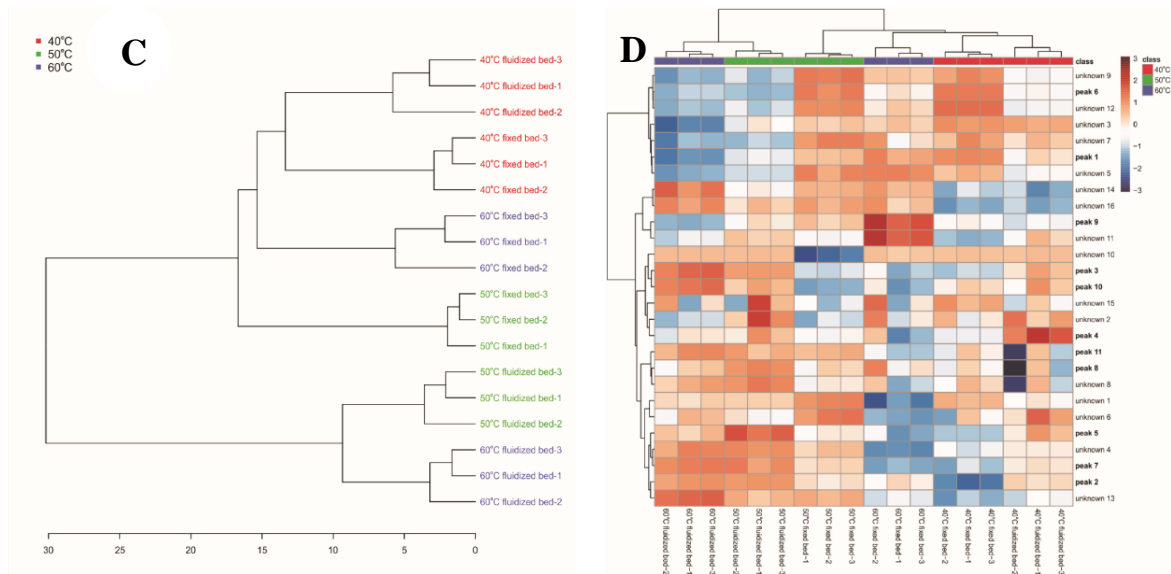 C
40°C
50°C
60°C
40°C fluidized bed-3
40°C fluidized bed-1
40°C fluidized bed-2
40°C fixed bed-3
40°C fixed bed-1
40°C fixed bed-2
60°C fixed bed-3
60°C fixed bed-1
60°C fixed bed-2
50°C fixed bed-3
50°C fixed bed-2
50°C fixed bed-1
50°C fluidized bed-3
50°C fluidized bed-1
50°C fluidized bed-2
60°C fluidized bed-3
60°C fluidized bed-1
60°C fluidized bed-2
30 25 20 15 10 5 0
D
class
unknown 9
peak 6
unknown 12
unknown 3
unknown 7
peak 1
unknown 5
unknown 14
unknown 16
peak 9
unknown 11
unknown 10
peak 3
peak 10
unknown 15
unknown 2
peak 4
peak 11
peak 8
unknown 8
unknown 1
unknown 6
peak 5
unknown 4
peak 7
peak 2
unknown 13
3
2
1
0
−1
−2
−3
class
40°C
50°C
60°C
60°C fluidized bed-2
60°C fluidized bed-1
60°C fluidized bed-3
50°C fluidized bed-2
50°C fluidized bed-1
50°C fluidized bed-3
50°C fixed bed-1
50°C fixed bed-2
50°C fixed bed-3
60°C fixed bed-2
60°C fixed bed-1
60°C fixed bed-3
40°C fixed bed-2
40°C fixed bed-1
40°C fixed bed-3
40°C fluidized bed-2
40°C fluidized bed-1
40°C fluidized bed-3